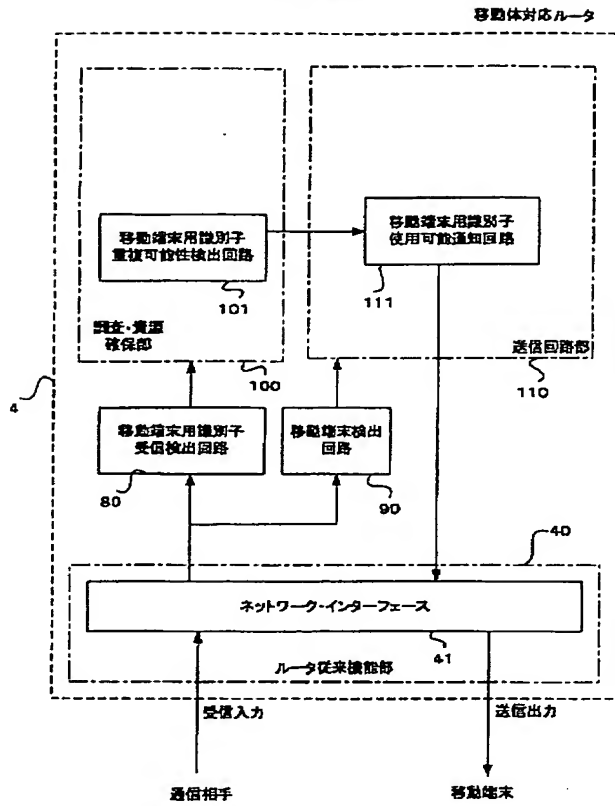 移動体対応ルータ
移動端末用識別子
重複可能性検出回路
101
移動端末用識別子
使用可能通知回路
111
調査・資源
確保部
100
送信回路部
110
4
移動端末用識別子
受信検出回路
80
移動端末検出
回路
90
40
ネットワーク・インターフェース
41
ルータ従来機能部
受信入力
送信出力
通信相手
移動端末